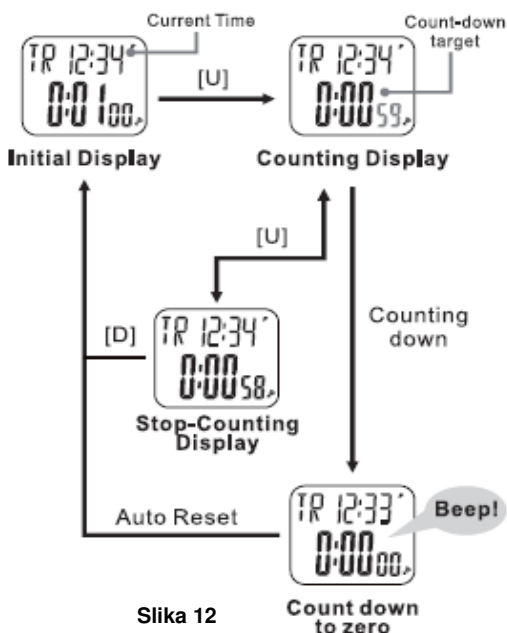 Current Time
Count-down
target
TR 12:34
0:01 00
[U]
TR 12:34
0:00 59
Initial Display
Counting Display
[U]
[D]
TR 12:34
0:00 58
Stop-Counting
Display
Counting
down
Auto Reset
TR 12:33
0:00 00
Beep!
Slika 12
Count down
to zero